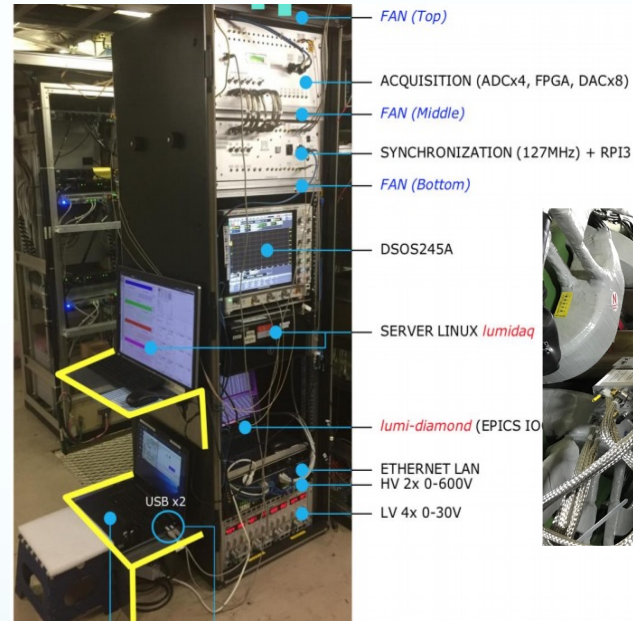 FAN (Top)
ACQUISITION (ADCx4, FPGA, DACx8)
FAN (Middle)
SYNCHRONIZATION (127MHz) + RPI3
FAN (Bottom)
DSOS245A
SERVER LINUX lumidaq
lumi-diamond (EPICS IO
ETHERNET LAN
HV 2x 0-600V
LV 4x 0-30V
USB x2